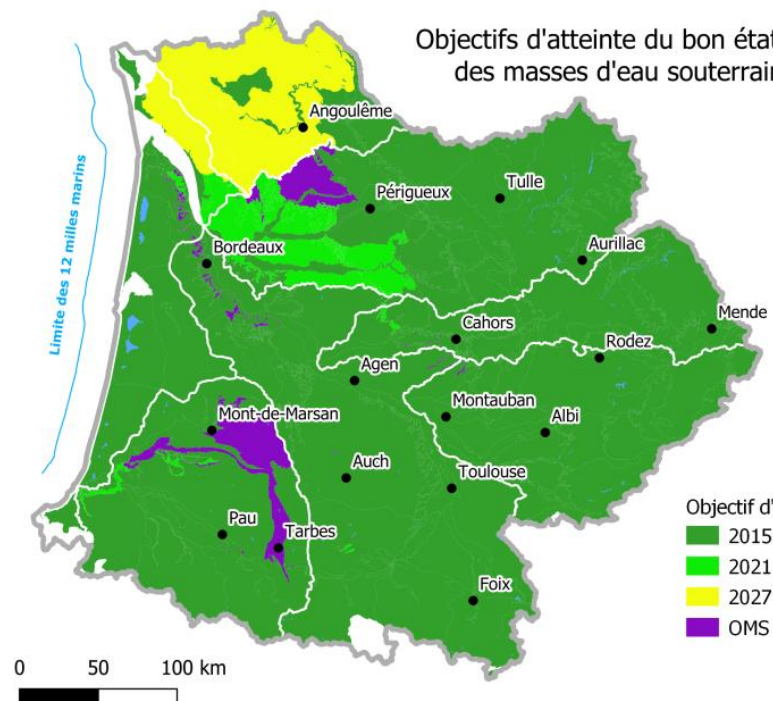 Objectifs d'atteinte du bon état
des masses d'eau souterrain
Limite des 12 milles marins
Angoulême
Périgueux
Tulle
Bordeaux
Aurillac
Mende
Cahors
Rodez
Agen
Montauban
Albi
Mont-de-Marsan
Auch
Toulouse
Pau
Tarbes
Foix
Objectif d'
2015
2021
2027
OMS
0 50 100 km